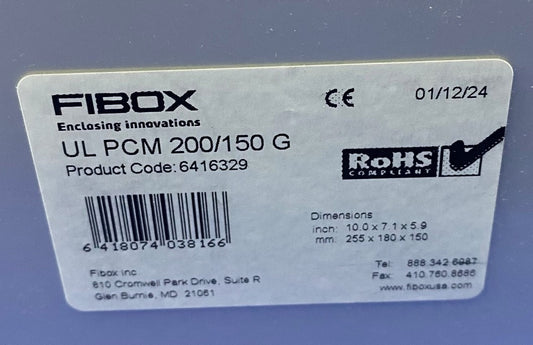 FIBOX
Enclosing innovations
CE
01/12/24
UL PCM 200/150 G
Product Code: 6416329
RoHS
COMPLIANT
6 418074 038166
Dimensions
inch: 10.0 x 7.1 x 5.9
mm: 255 x 180 x 150
Fibox inc
810 Cromwell Park Drive, Suite R
Glen Burnie, MD 21061
Tel: 888.342.6987
Fax: 410.760.8686
www.fiboxusa.com